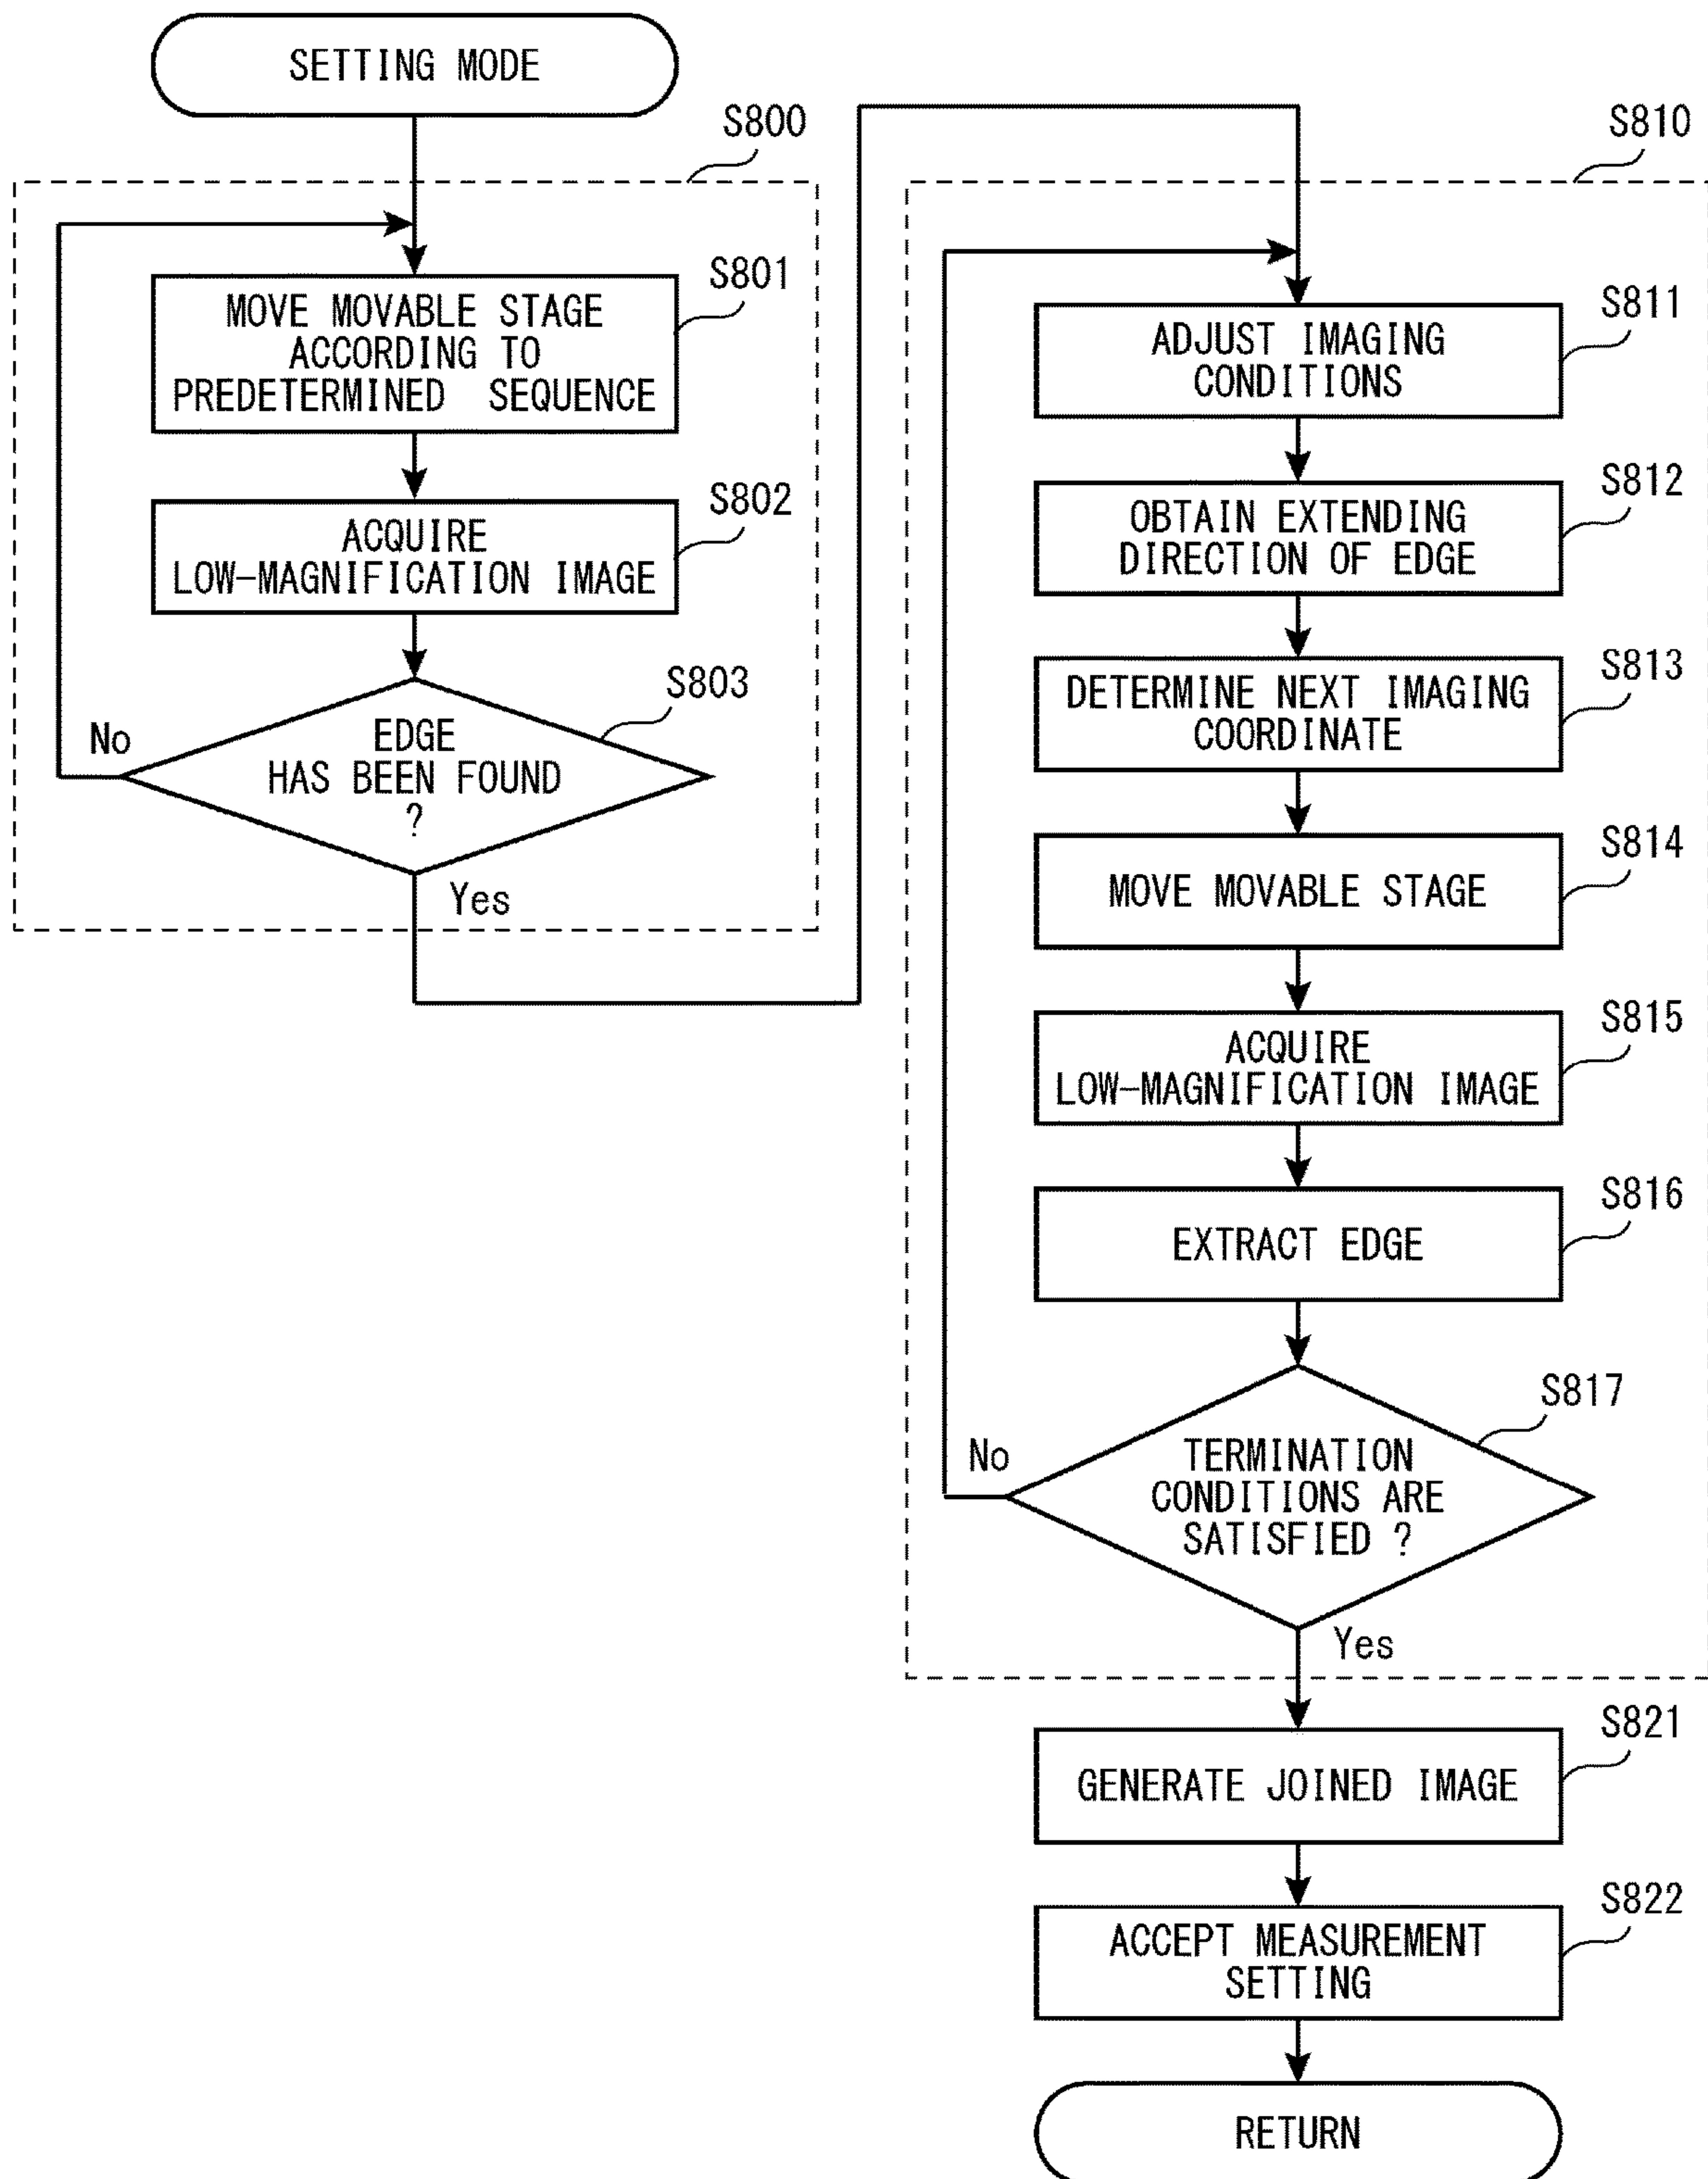 SETTING MODE
S800
S801
MOVE MOVABLE STAGE
ACCORDING TO
PREDETERMINED SEQUENCE
S802
ACQUIRE
LOW-MAGNIFICATION IMAGE
S803
EDGE
HAS BEEN FOUND
?
No
Yes
S810
S811
ADJUST IMAGING
CONDITIONS
S812
OBTAIN EXTENDING
DIRECTION OF EDGE
S813
DETERMINE NEXT IMAGING
COORDINATE
S814
MOVE MOVABLE STAGE
S815
ACQUIRE
LOW-MAGNIFICATION IMAGE
S816
EXTRACT EDGE
S817
TERMINATION
CONDITIONS ARE
SATISFIED ?
No
Yes
S821
GENERATE JOINED IMAGE
S822
ACCEPT MEASUREMENT
SETTING
RETURN